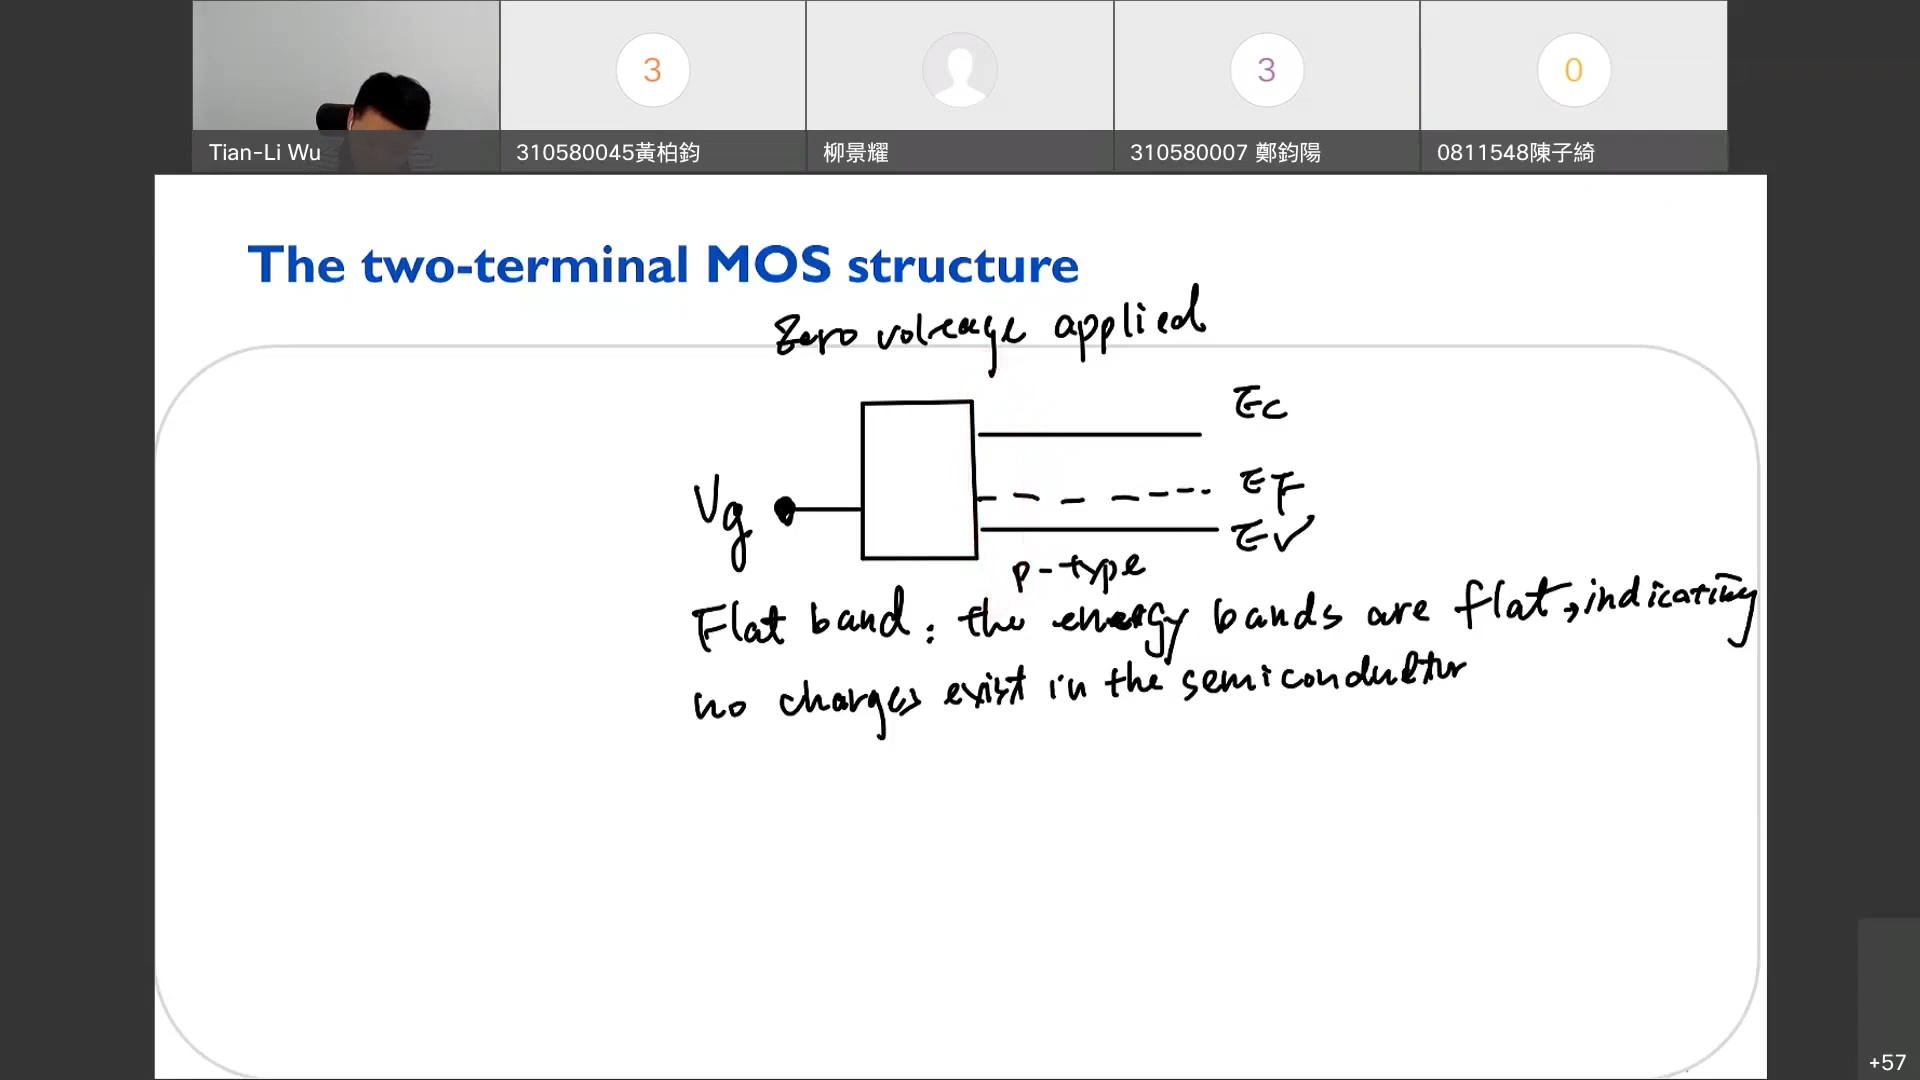 3
3
0
Tian-Li Wu
310580045黃柏鈞
柳景耀
310580007 鄭鈞陽
0811548陳子綺
The two-terminal MOS structure
Zero voltage applied
Ec
Vg
EF
EV
p-type
Flat band : the energy bands are flat, indicating
no charges exist in the semiconductor
+57